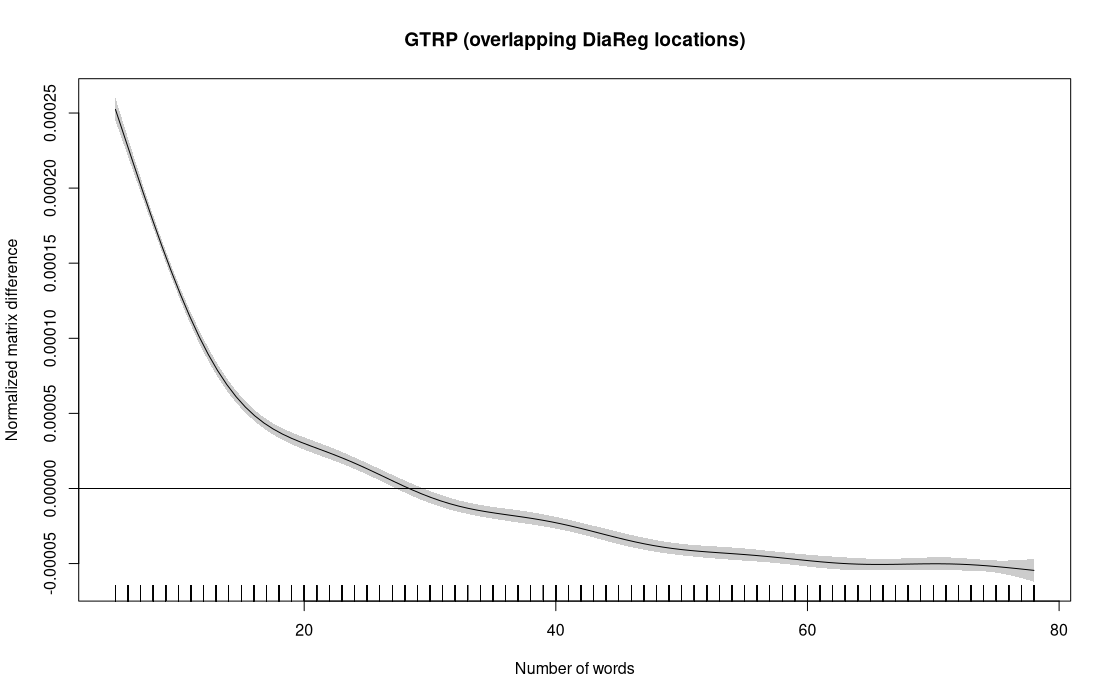 GTRP (overlapping DiaReg locations)
Normalized matrix difference
0.00025
0.00020
0.00015
0.00010
0.00005
0.00000
-0.00005
20 40 60 80
Number of words